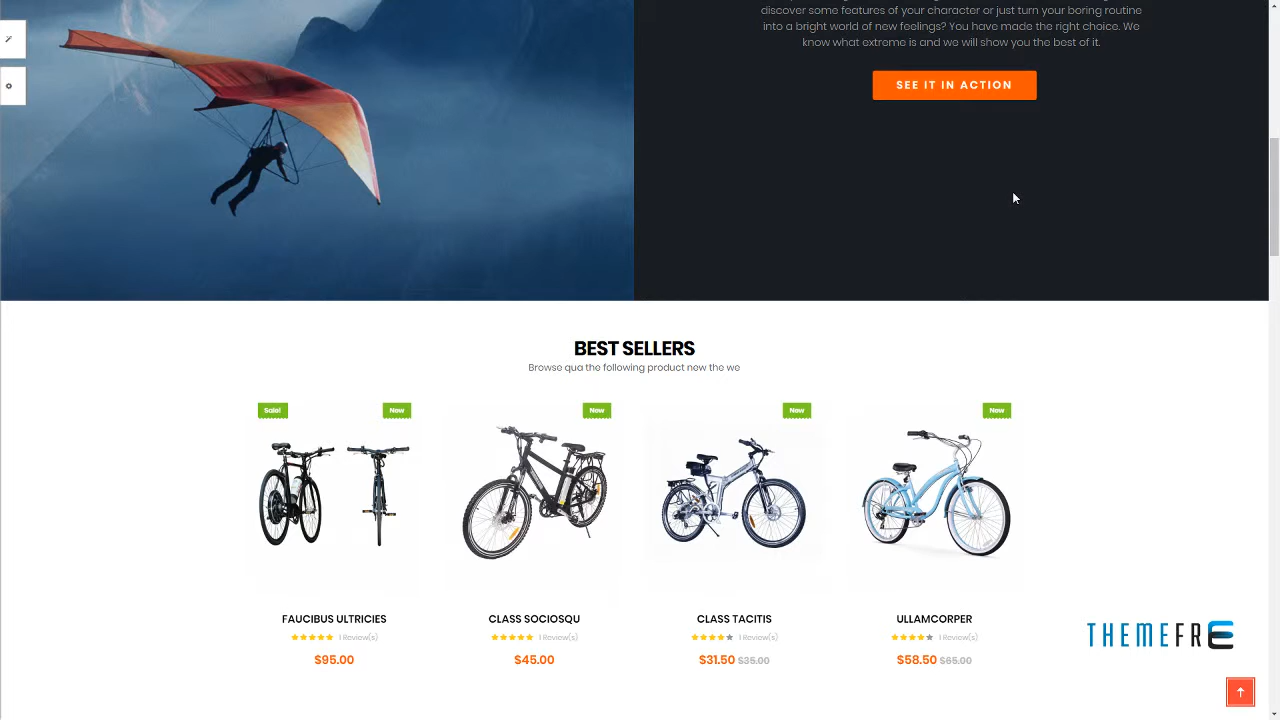 discover some features of your character or just turn your boring routine
into a bright world of new feelings? You have made the right choice. We
know what extreme is and we will show you the best of it.
SEE IT IN ACTION
BEST SELLERS
Browse qua the following product new the we
Sale! New New New New
FAUCIBUS ULTRICIES CLASS SOCIOSQU CLASS TACITIS ULLAMCORPER
1 Review(s) 1 Review(s) 1 Review(s) 1 Review(s)
$95.00 $45.00 $31.50 $35.00 $58.50 $65.00
THEMEFRE